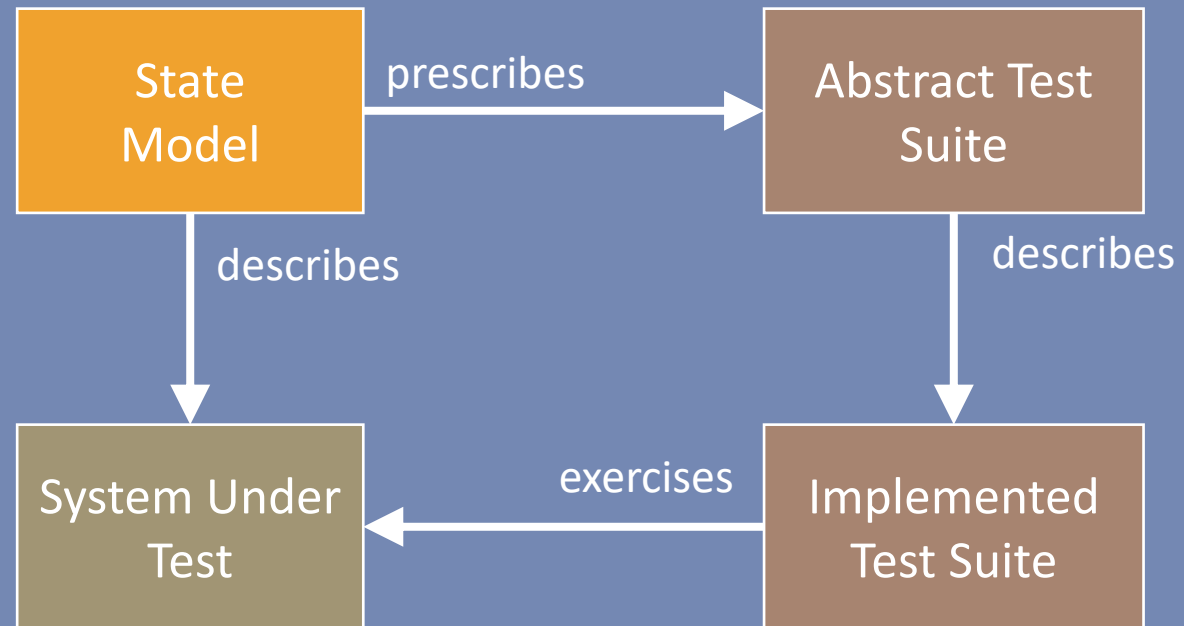 State
Model
prescribes
Abstract Test
Suite
describes
describes
System Under
Test
exercises
Implemented
Test Suite